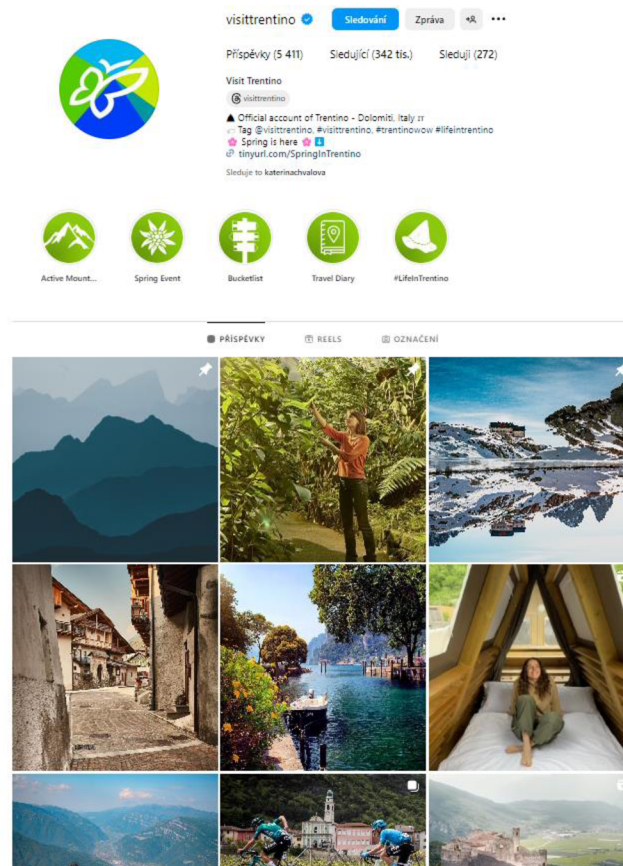 visittrentino
Sledování
Zpráva
Příspěvky (5 411)
Sledující (342 tis.)
Sleduji (272)
Visit Trentino
visittrentino
Official account of Trentino - Dolomiti, Italy IT
Tag @visittrentino, #visittrentino, #trentinowow #lifeintrentino
Spring is here
tinyurl.com/SpringInTrentino
Sleduje to katerinachvalova
Active Mount...
Spring Event
Bucketlist
Travel Diary
#LifeInTrentino
PŘÍSPĚVKY
REELS
OZNAČENÍ